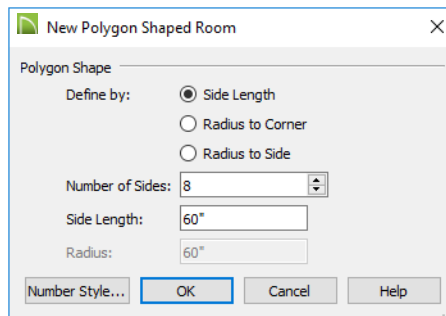 New Polygon Shaped Room
Polygon Shape
Define by: Side Length
Radius to Corner
Radius to Side
Number of Sides: 8
Side Length: 60"
Radius: 60"
Number Style... OK Cancel Help